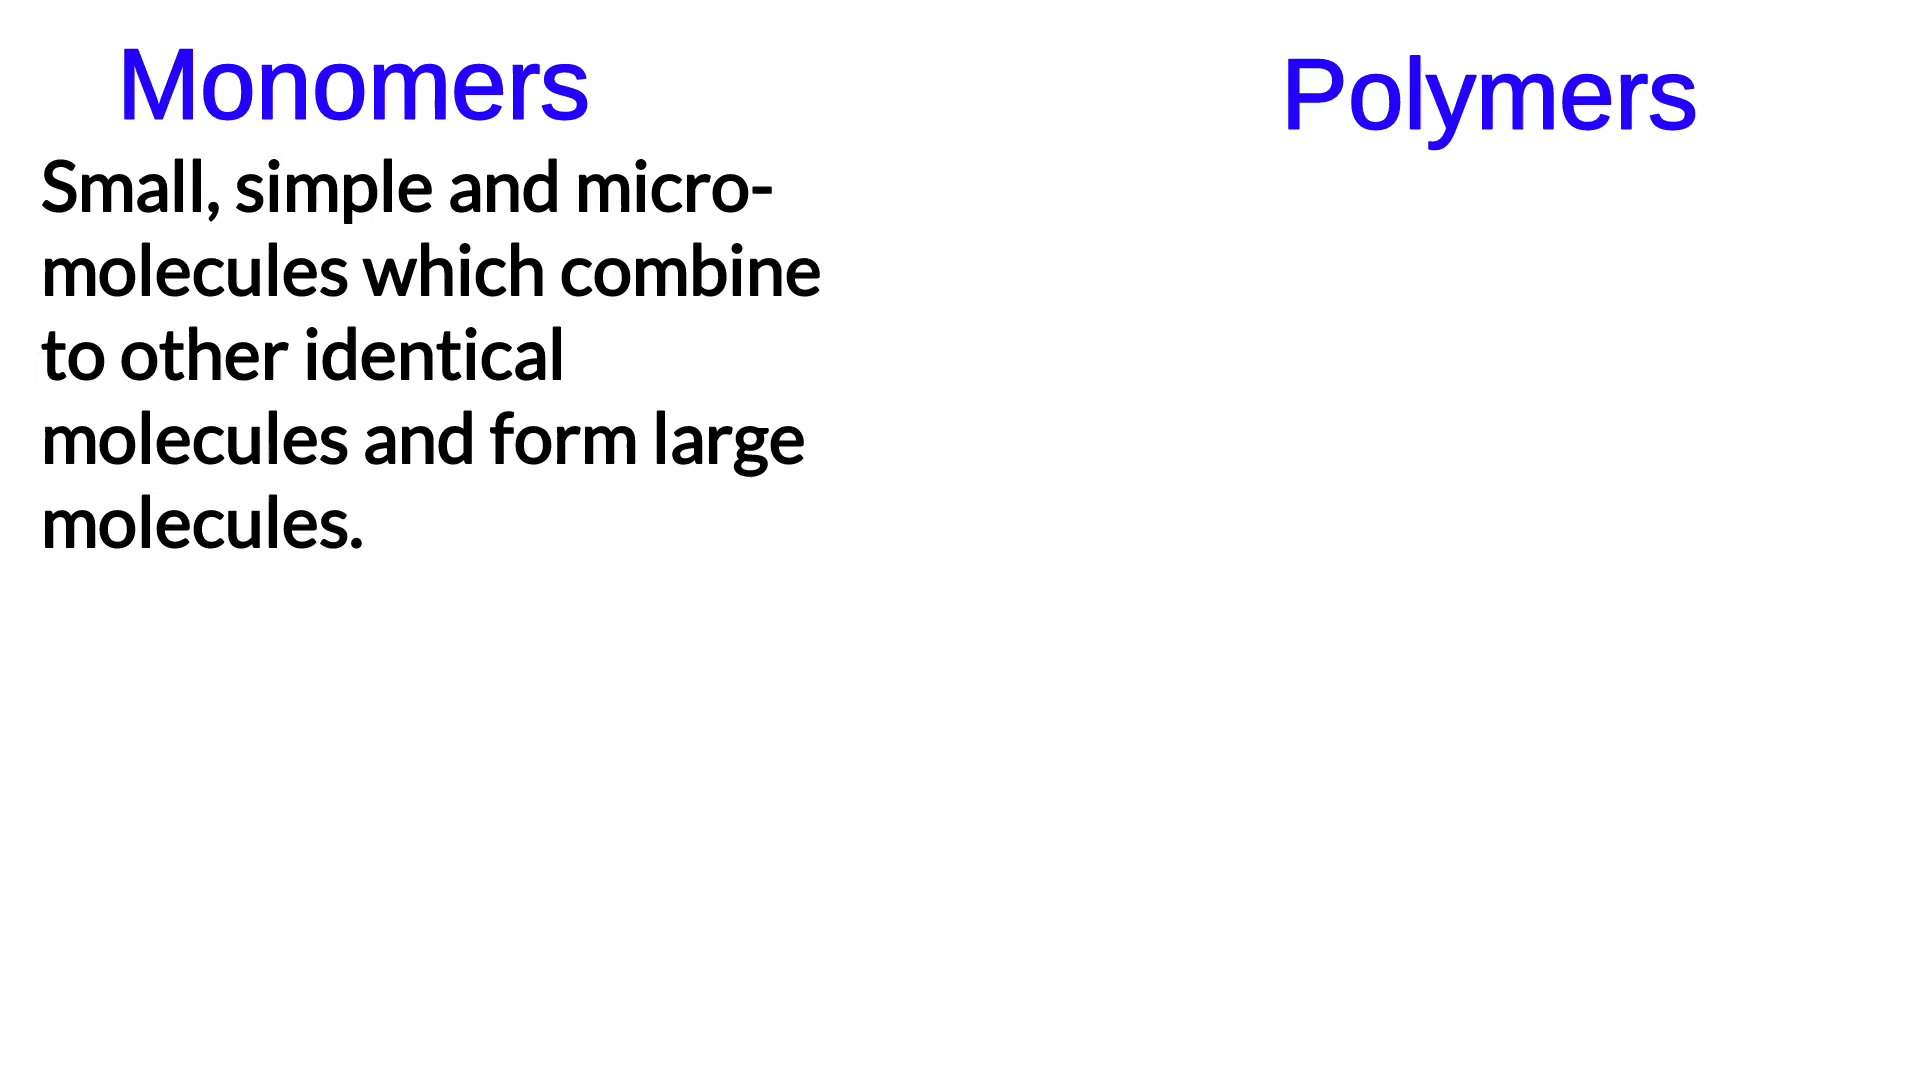 Monomers
Polymers
Small, simple and micro-
molecules which combine
to other identical
molecules and form large
molecules.